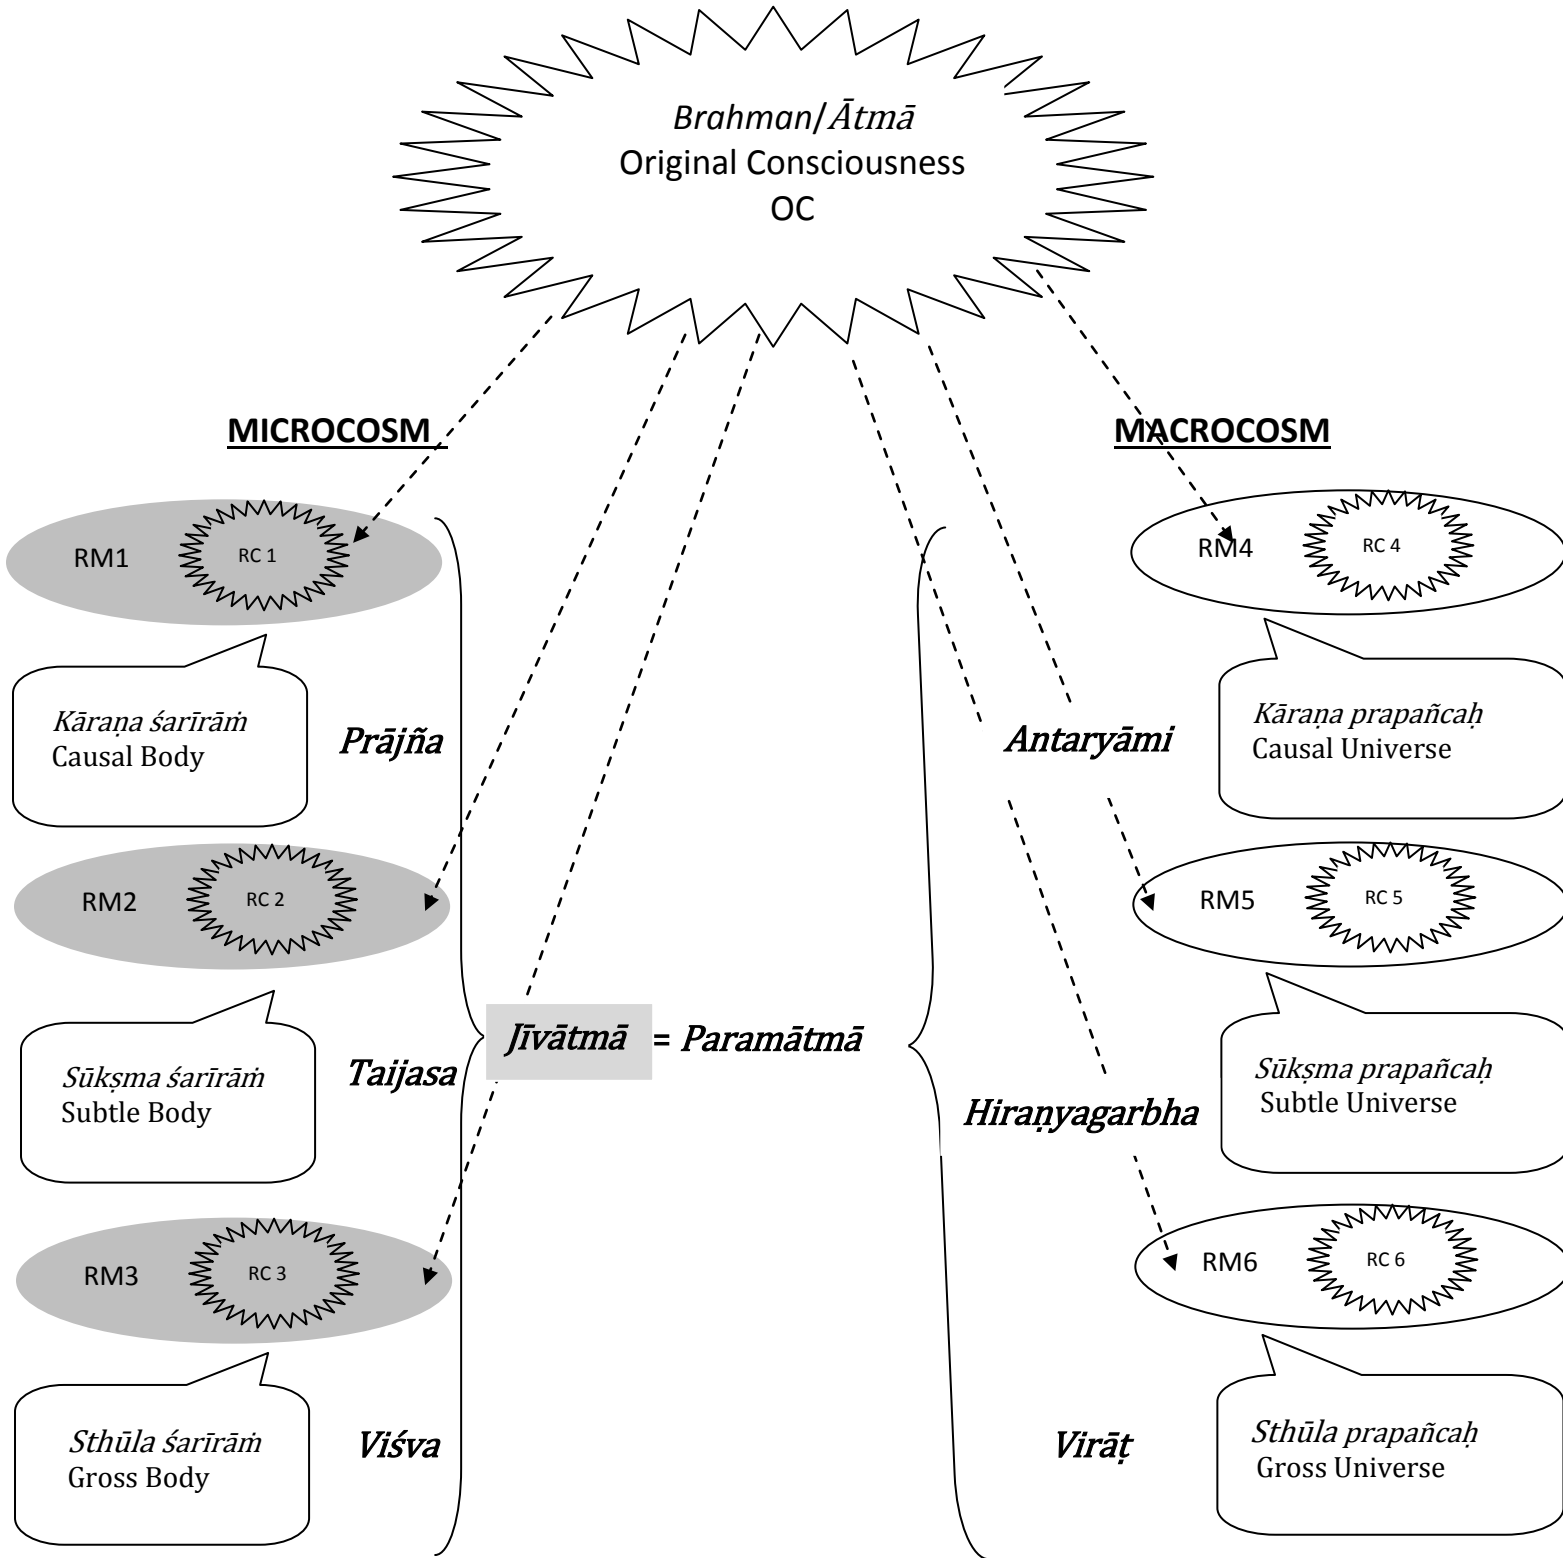 Brahman/Ātmā
Original Consciousness
OC
MICROCOSM
MACROCOSM
RM1
RC 1
RM4
RC 4
Kāraṇa śarīrāṁ
Causal Body
Prājña
Antaryāmi
Kāraṇa prapañcaḥ
Causal Universe
RM2
RC 2
RM5
RC 5
Jīvātmā = Paramātmā
Sūkṣma śarīrāṁ
Subtle Body
Taijasa
Hiraṇyagarbha
Sūkṣma prapañcaḥ
Subtle Universe
RM3
RC 3
RM6
RC 6
Sthūla śarīrāṁ
Gross Body
Viśva
Virāṭ
Sthūla prapañcaḥ
Gross Universe